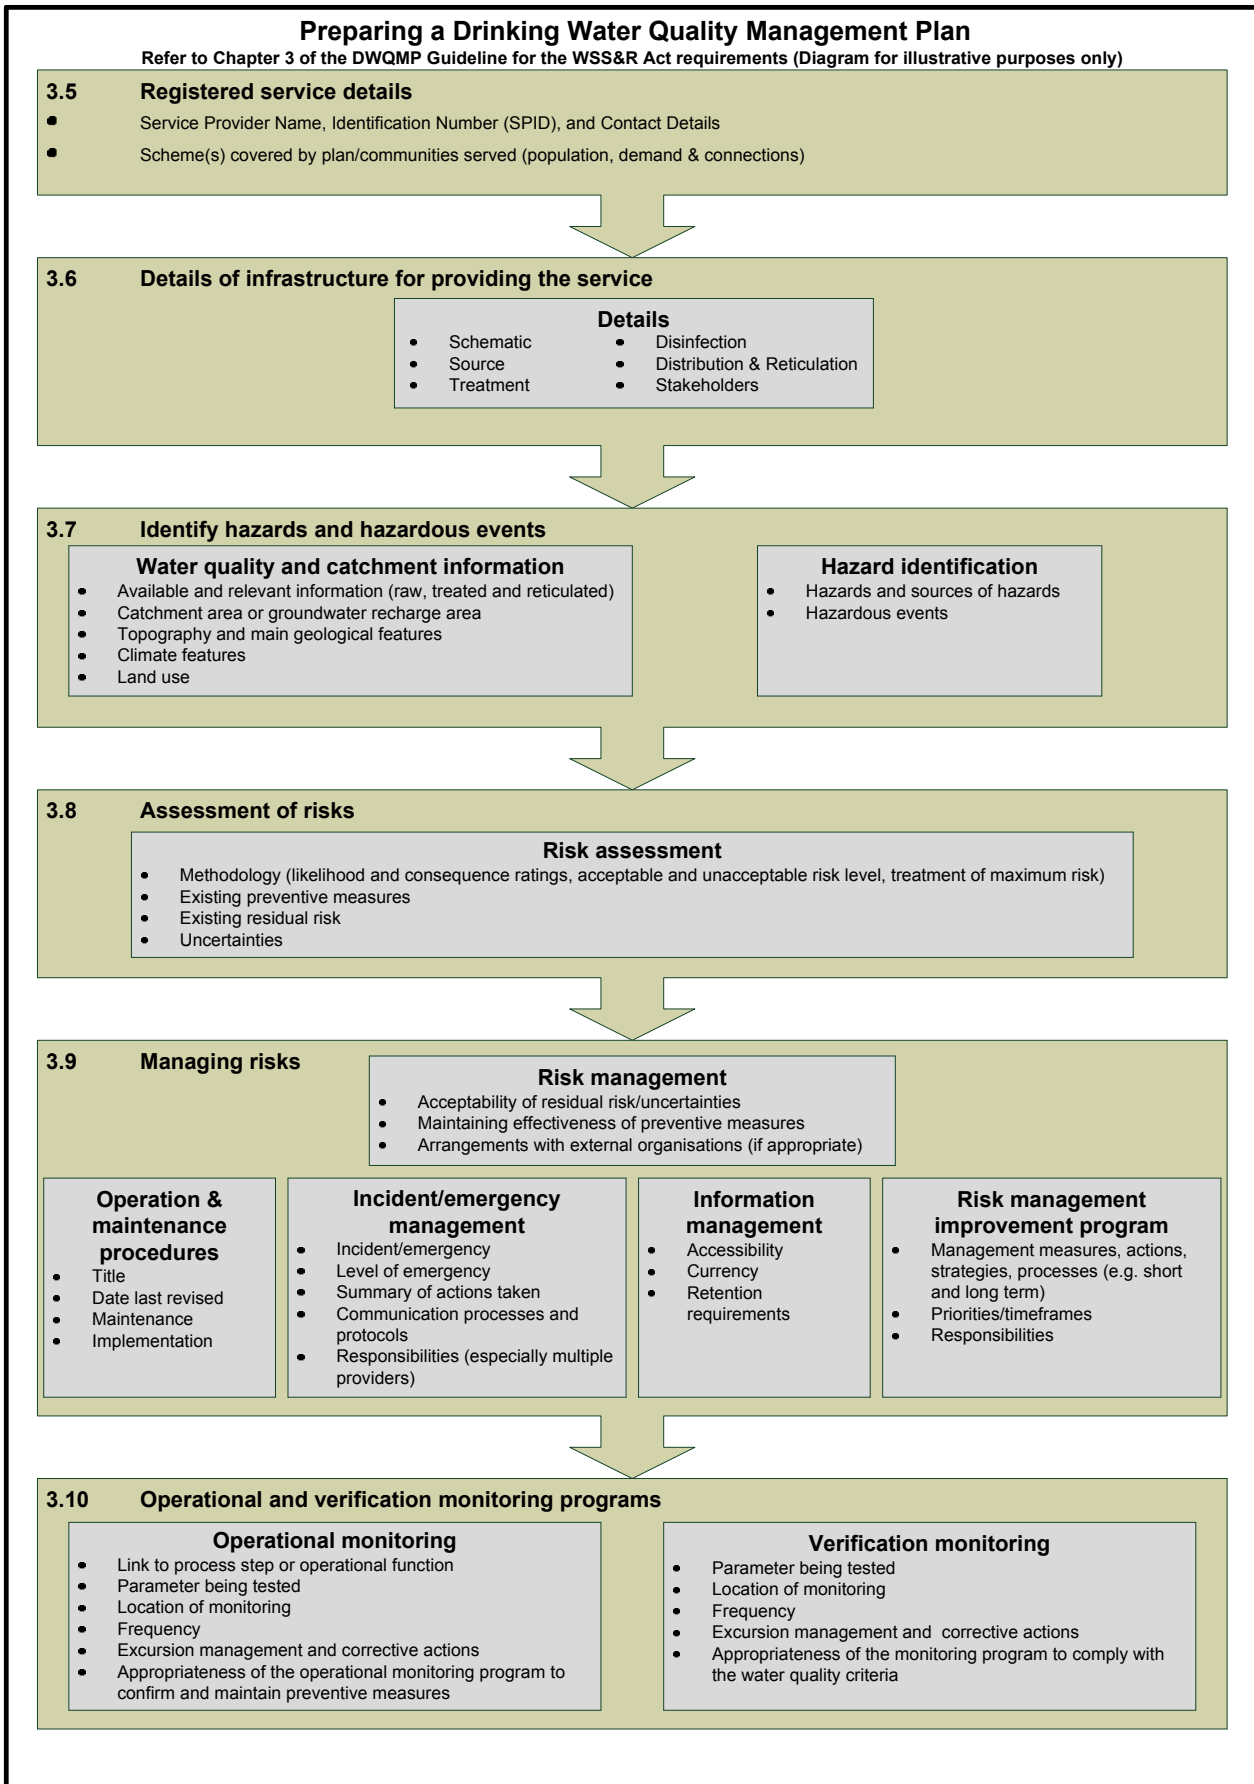 Preparing a Drinking Water Quality Management Plan
Refer to Chapter 3 of the DWQMP Guideline for the WSS&R Act requirements (Diagram for illustrative purposes only)
3.5 Registered service details
• Service Provider Name, Identification Number (SPID), and Contact Details
• Scheme(s) covered by plan/communities served (population, demand & connections)
3.6 Details of infrastructure for providing the service
Details
• Schematic
• Source
• Treatment
• Disinfection
• Distribution & Reticulation
• Stakeholders
3.7 Identify hazards and hazardous events
Water quality and catchment information
• Available and relevant information (raw, treated and reticulated)
• Catchment area or groundwater recharge area
• Topography and main geological features
• Climate features
• Land use
Hazard identification
• Hazards and sources of hazards
• Hazardous events
3.8 Assessment of risks
Risk assessment
• Methodology (likelihood and consequence ratings, acceptable and unacceptable risk level, treatment of maximum risk)
• Existing preventive measures
• Existing residual risk
• Uncertainties
3.9 Managing risks
Risk management
• Acceptability of residual risk/uncertainties
• Maintaining effectiveness of preventive measures
• Arrangements with external organisations (if appropriate)
Operation &
maintenance
procedures
• Title
• Date last revised
• Maintenance
• Implementation
Incident/emergency
management
• Incident/emergency
• Level of emergency
• Summary of actions taken
• Communication processes and
protocols
• Responsibilities (especially multiple
providers)
Information
management
• Accessibility
• Currency
• Retention
requirements
Risk management
improvement program
• Management measures, actions,
strategies, processes (e.g. short
and long term)
• Priorities/timeframes
• Responsibilities
3.10 Operational and verification monitoring programs
Operational monitoring
• Link to process step or operational function
• Parameter being tested
• Location of monitoring
• Frequency
• Excursion management and corrective actions
• Appropriateness of the operational monitoring program to
confirm and maintain preventive measures
Verification monitoring
• Parameter being tested
• Location of monitoring
• Frequency
• Excursion management and corrective actions
• Appropriateness of the monitoring program to comply with
the water quality criteria